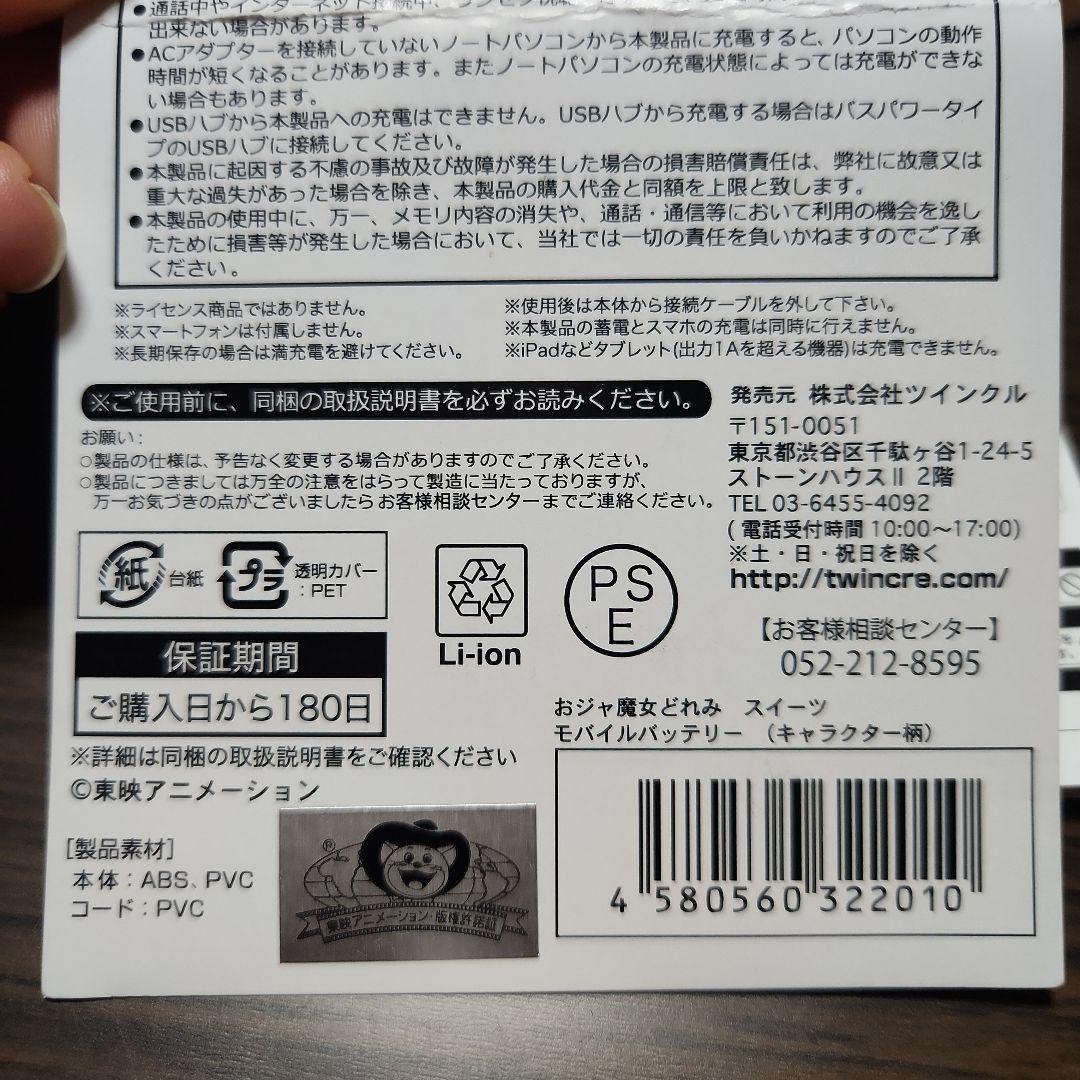 ●通話中やインターネット接続中、ワンセグ視
出来ない場合があります。
●ACアダプターを接続していないノートパソコンから本製品に充電すると、パソコンの動作
時間が短くなることがあります。またノートパソコンの充電状態によっては充電ができな
い場合もあります。
●USBハブから本製品への充電はできません。USBハブから充電する場合はバスパワータイ
プのUSBハブに接続してください。
●本製品に起因する不慮の事故及び故障が発生した場合の損害賠償責任は、弊社に故意又は
重大な過失があった場合を除き、本製品の購入代金と同額を上限と致します。
●本製品の使用中に、万一、メモリ内容の消失や、通話・通信等において利用の機会を逸し
たために損害等が発生した場合において、当社では一切の責任を負いかねますのでご了承
ください。
※ライセンス商品ではありません。
※スマートフォンは付属しません。
※長期保存の場合は満充電を避けてください。
※使用後は本体から接続ケーブルを外して下さい。
※本製品の蓄電とスマホの充電は同時に行えません。
※iPadなどタブレット(出力1Aを超える機器)は充電できません。
※ご使用前に、同梱の取扱説明書を必ずお読みください。
お願い:
○製品の仕様は、予告なく変更する場合がありますのでご了承ください。
○製品につきましては万全の注意をはらって製造に当たっておりますが、
万一お気づきの点がございましたらお客様相談センターまでご連絡ください。
発売元 株式会社ツインクル
〒151-0051
東京都渋谷区千駄ヶ谷1-24-5
ストーンハウスⅡ 2階
TEL 03-6455-4092
(電話受付時間 10:00〜17:00)
※土・日・祝日を除く
http://twincre.com/
【お客様相談センター】
052-212-8595
紙 台紙
プラ 透明カバー
:PET
Li-ion
PS
E
保証期間
ご購入日から180日
※詳細は同梱の取扱説明書をご確認ください
©東映アニメーション
[製品素材]
本体:ABS、PVC
コード:PVC
®
東映アニメーション・版権許諾証
おジャ魔女どれみ スイーツ
モバイルバッテリー (キャラクター柄)
4 580560 322010